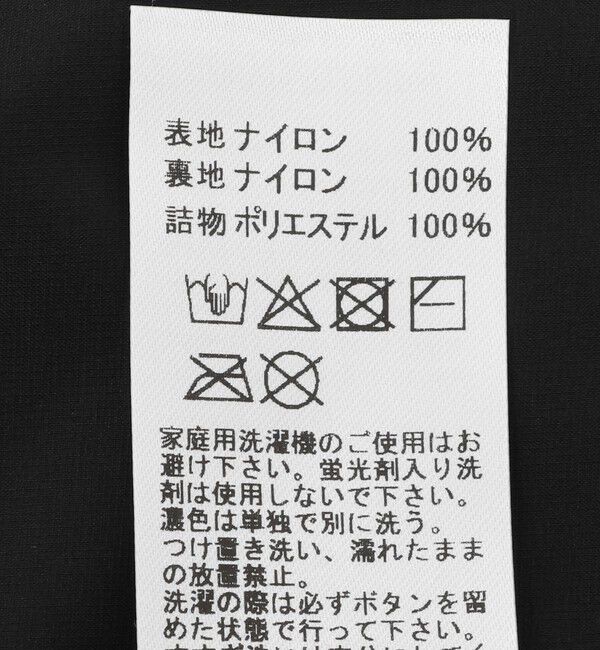 表地 ナイロン 100%
裏地 ナイロン 100%
詰物 ポリエステル 100%
家庭用洗濯機のご使用はお
避け下さい。蛍光剤入り洗
剤は使用しないで下さい。
濃色は単独で別に洗う。
つけ置き洗い、濡れたまま
の放置禁止。
洗濯の際は必ずボタンを留
めた状態で行って下さい。